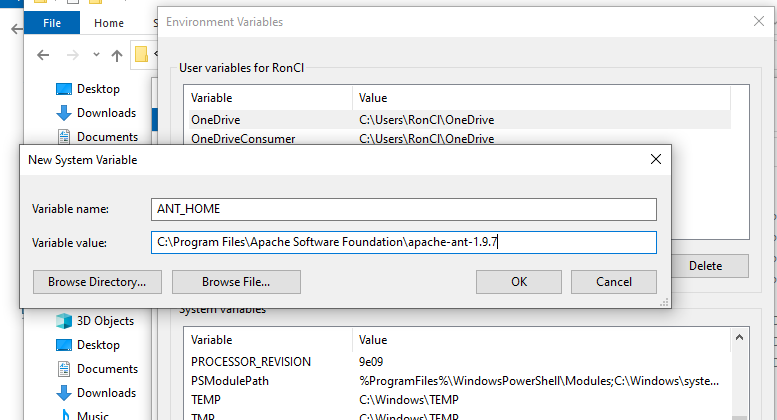 File
Home
S
Environment Variables
User variables for RonCl
Variable Value
OneDrive C:\Users\RonCl\OneDrive
OneDriveConsumer C:\Users\RonCl\OneDrive
Desktop
Downloads
Documents
New System Variable
Variable name: ANT_HOME
Variable value: C:\Program Files\Apache Software Foundation\apache-ant-1.9.7
Browse Directory...
Browse File...
OK
Cancel
Delete
3D Objects
Desktop
Documents
Downloads
Music
System variables
Variable Value
PROCESSOR_REVISION 9e09
PSModulePath %ProgramFiles%\WindowsPowerShell\Modules;C:\Windows\syste...
TEMP C:\Windows\TEMP
TMP C:\Windows\TEMP